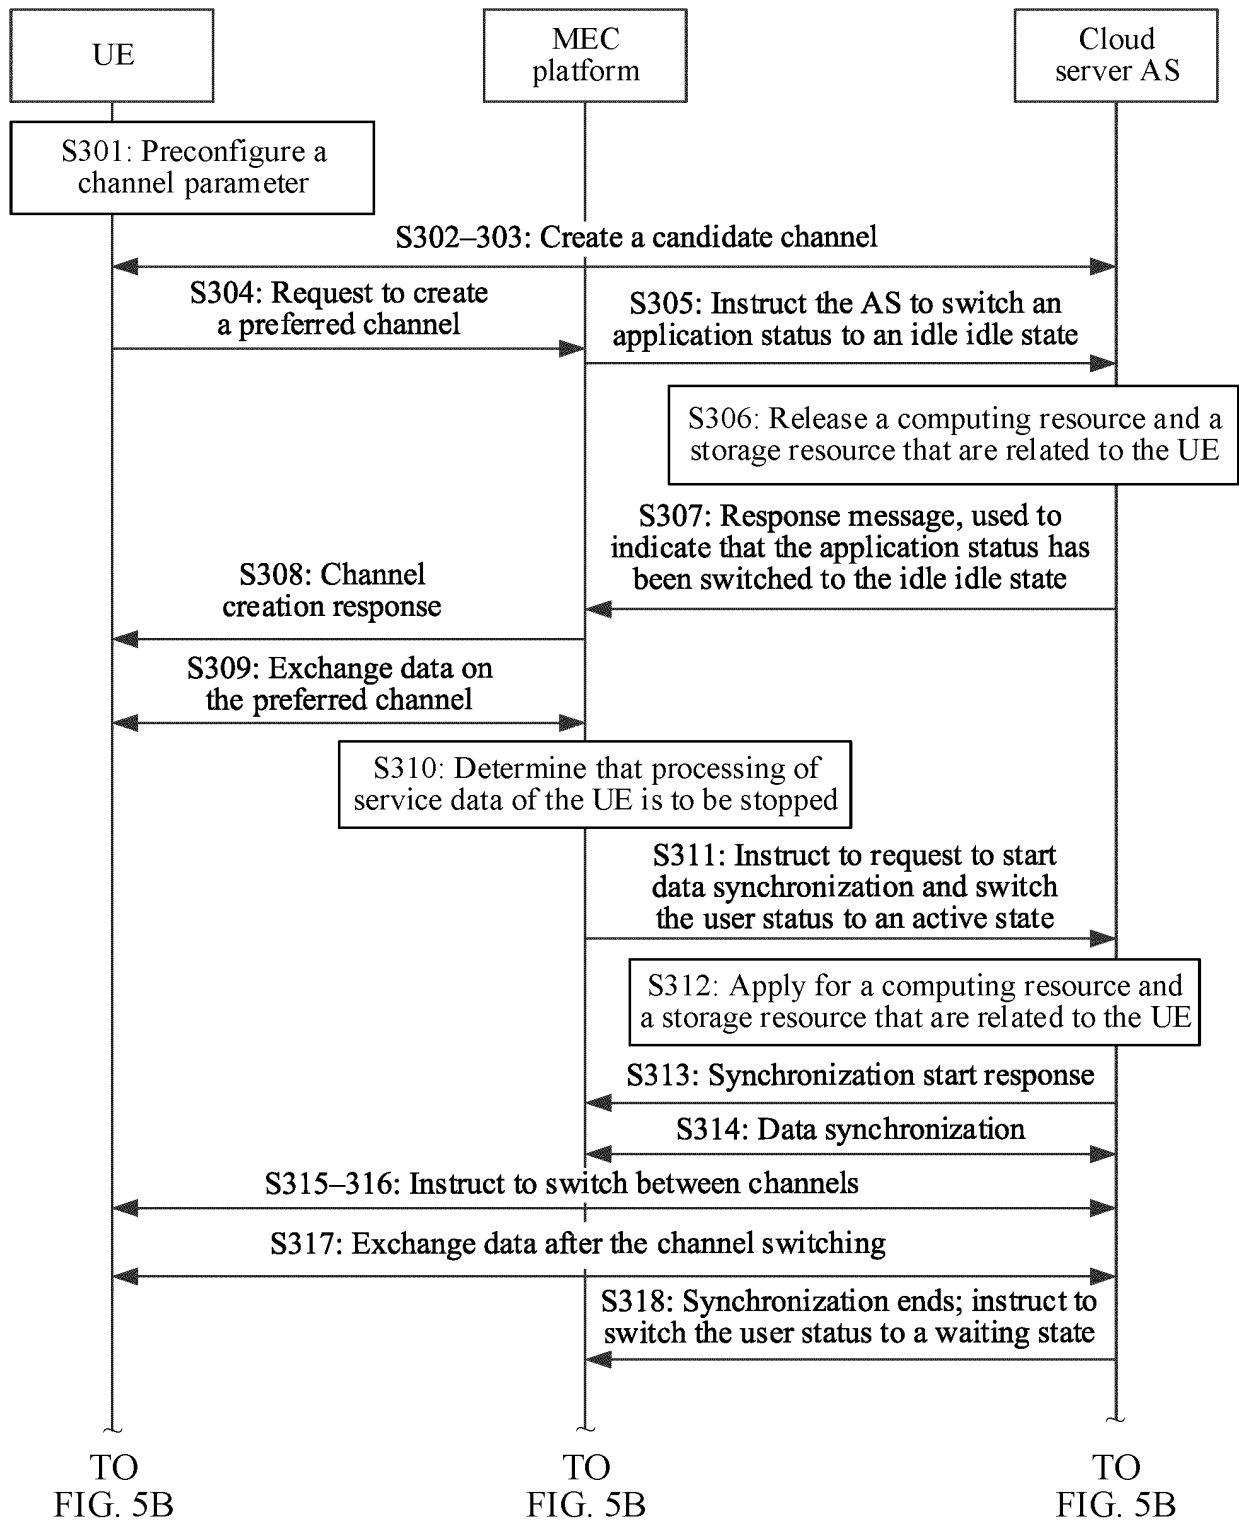 UE
MEC
platform
Cloud
server AS
S301: Preconfigure a
channel parameter
S302–303: Create a candidate channel
S304: Request to create
a preferred channel
S305: Instruct the AS to switch an
application status to an idle idle state
S306: Release a computing resource and a
storage resource that are related to the UE
S307: Response message, used to
indicate that the application status has
been switched to the idle idle state
S308: Channel
creation response
S309: Exchange data on
the preferred channel
S310: Determine that processing of
service data of the UE is to be stopped
S311: Instruct to request to start
data synchronization and switch
the user status to an active state
S312: Apply for a computing resource and
a storage resource that are related to the UE
S313: Synchronization start response
S314: Data synchronization
S315–316: Instruct to switch between channels
S317: Exchange data after the channel switching
S318: Synchronization ends; instruct to
switch the user status to a waiting state
TO
FIG. 5B
TO
FIG. 5B
TO
FIG. 5B